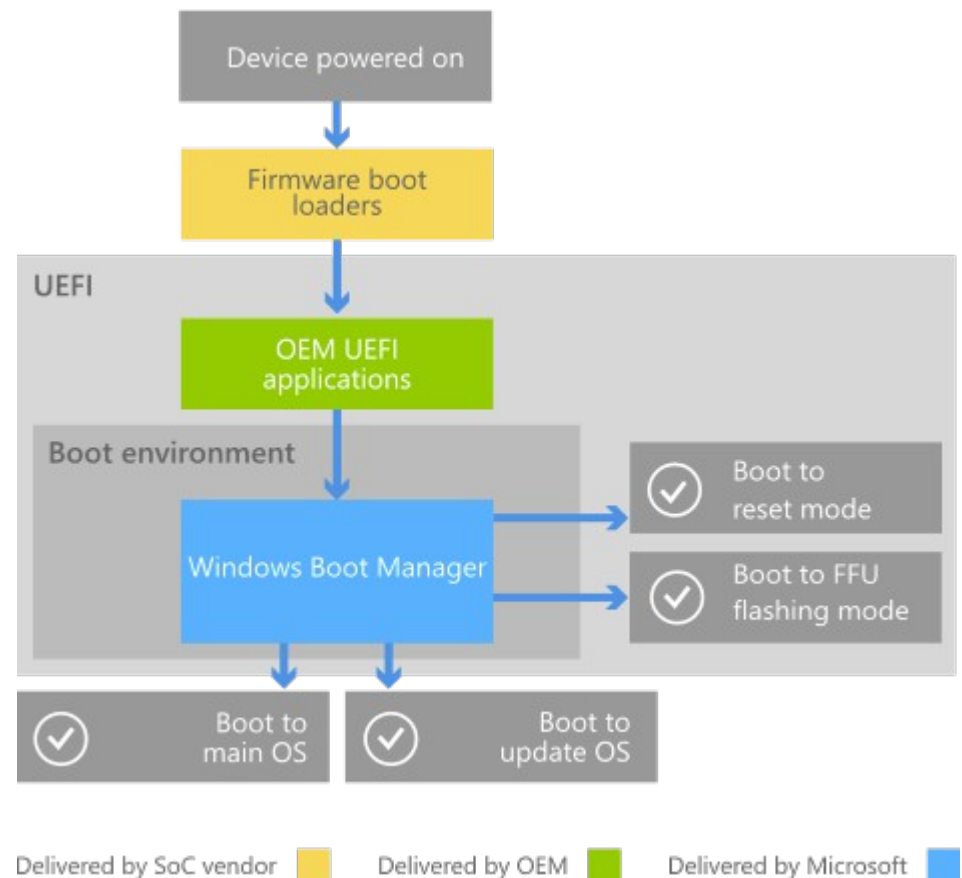 Device powered on
Firmware boot
loaders
UEFI
OEM UEFI
applications
Boot environment
Windows Boot Manager
Boot to
reset mode
Boot to FFU
flashing mode
Boot to
main OS
Boot to
update OS
Delivered by SoC vendor
Delivered by OEM
Delivered by Microsoft